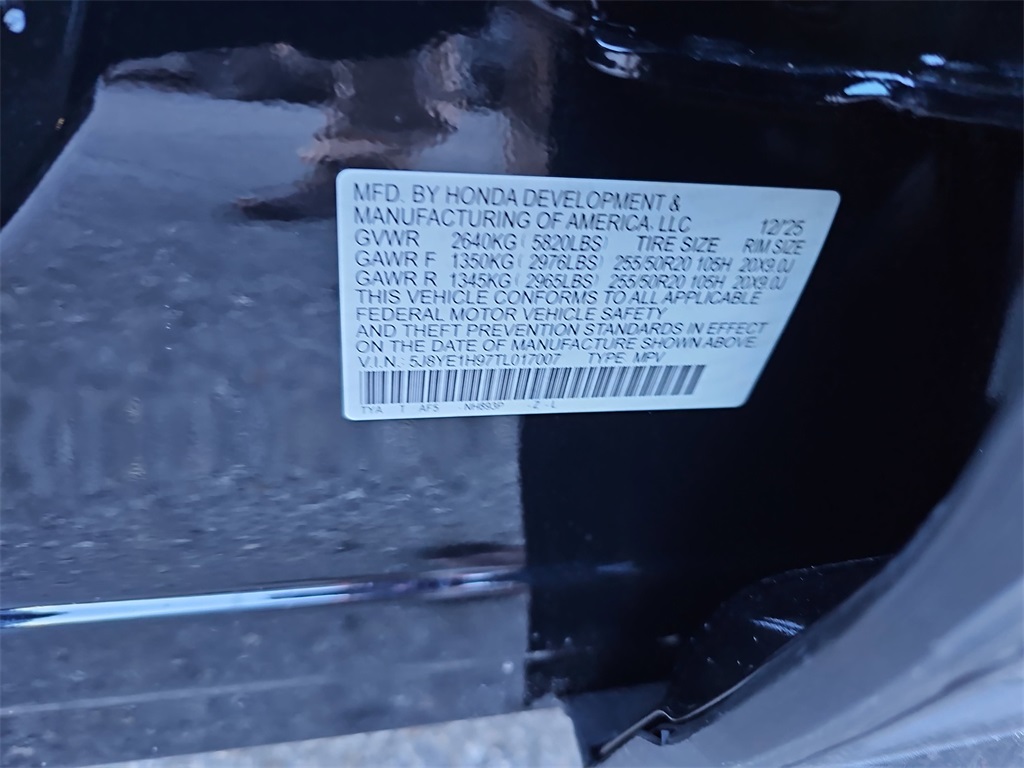 MFD. BY HONDA DEVELOPMENT &
MANUFACTURING OF AMERICA, LLC 12/25
GVWR 2640KG ( 5820LBS) TIRE SIZE RIM SIZE
GAWR F 1350KG ( 2976LBS) 255/50R20 105H 20X9.0J
GAWR R 1345KG ( 2965LBS) 255/50R20 105H 20X9.0J
THIS VEHICLE CONFORMS TO ALL APPLICABLE
FEDERAL MOTOR VEHICLE SAFETY
AND THEFT PREVENTION STANDARDS IN EFFECT
ON THE DATE OF MANUFACTURE SHOWN ABOVE.
V.I.N.: 5J8YE1H97TL017007 TYPE: MPV
TYA T AF5 -NH893P -Z -L